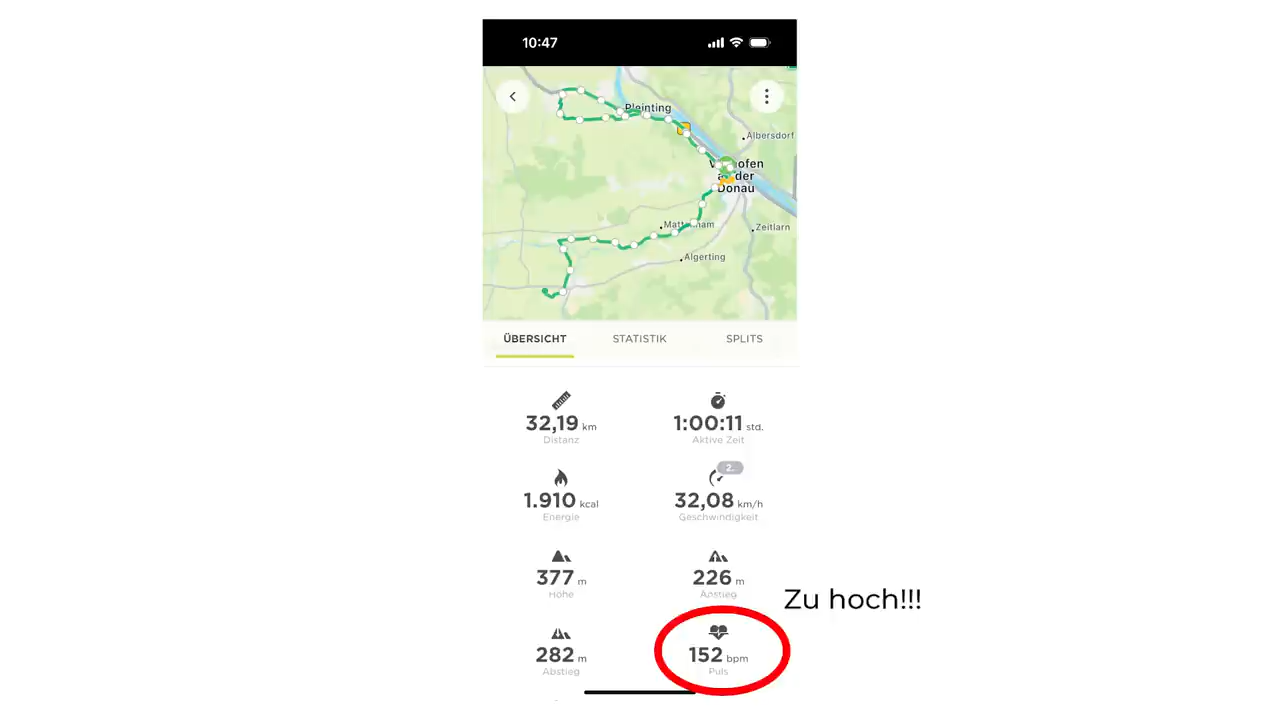 10:47
Pleinting
Albersdorf
V ofen
a der
Donau
Zeitlarn
Algerting
ÜBERSICHT STATISTIK SPLITS
32,19 km 1:00:11 std.
Distanz Aktive Zeit
2.
1.910 kcal 32,08 km/h
Energie Geschwindigkeit
377 m 226 m
Höhe Anstieg
Zu hoch!!!
282 m 152 bpm
Abstieg Puls